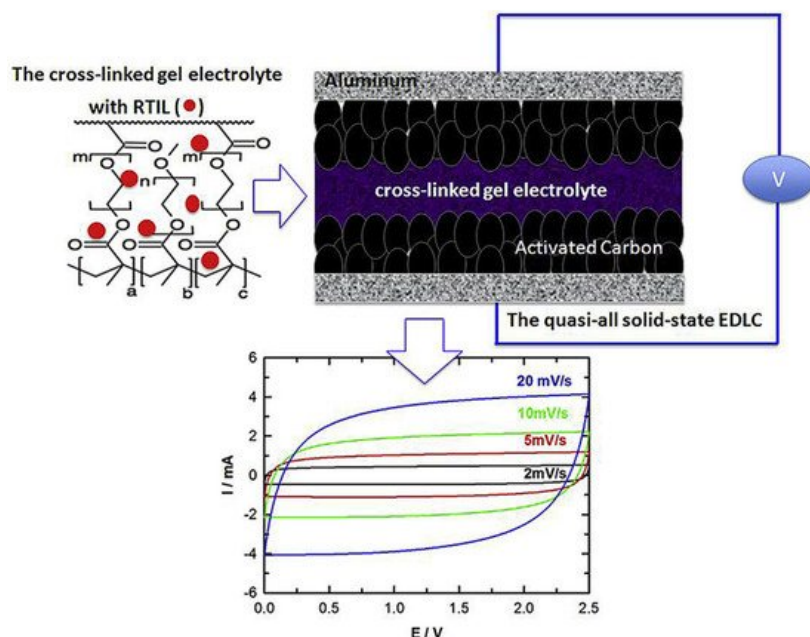 The cross-linked gel electrolyte
with RTIL ( )
Aluminum
m
O
m
O
O
n
O
O
O
O
O
O
O
O
O
a
b
c
cross-linked gel electrolyte
Activated Carbon
V
The quasi-all solid-state EDLC
6
4
2
0
-2
-4
-6
I / mA
20 mV/s
10mV/s
5mV/s
2mV/s
0.0 0.5 1.0 1.5 2.0 2.5
E / V